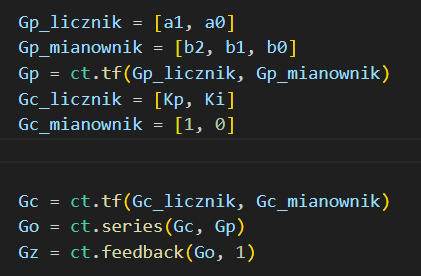 Gp_licznik = [a1, a0]
Gp_mianownik = [b2, b1, b0]
Gp = ct.tf(Gp_licznik, Gp_mianownik)
Gc_licznik = [Kp, Ki]
Gc_mianownik = [1, 0]
Gc = ct.tf(Gc_licznik, Gc_mianownik)
Go = ct.series(Gc, Gp)
Gz = ct.feedback(Go, 1)